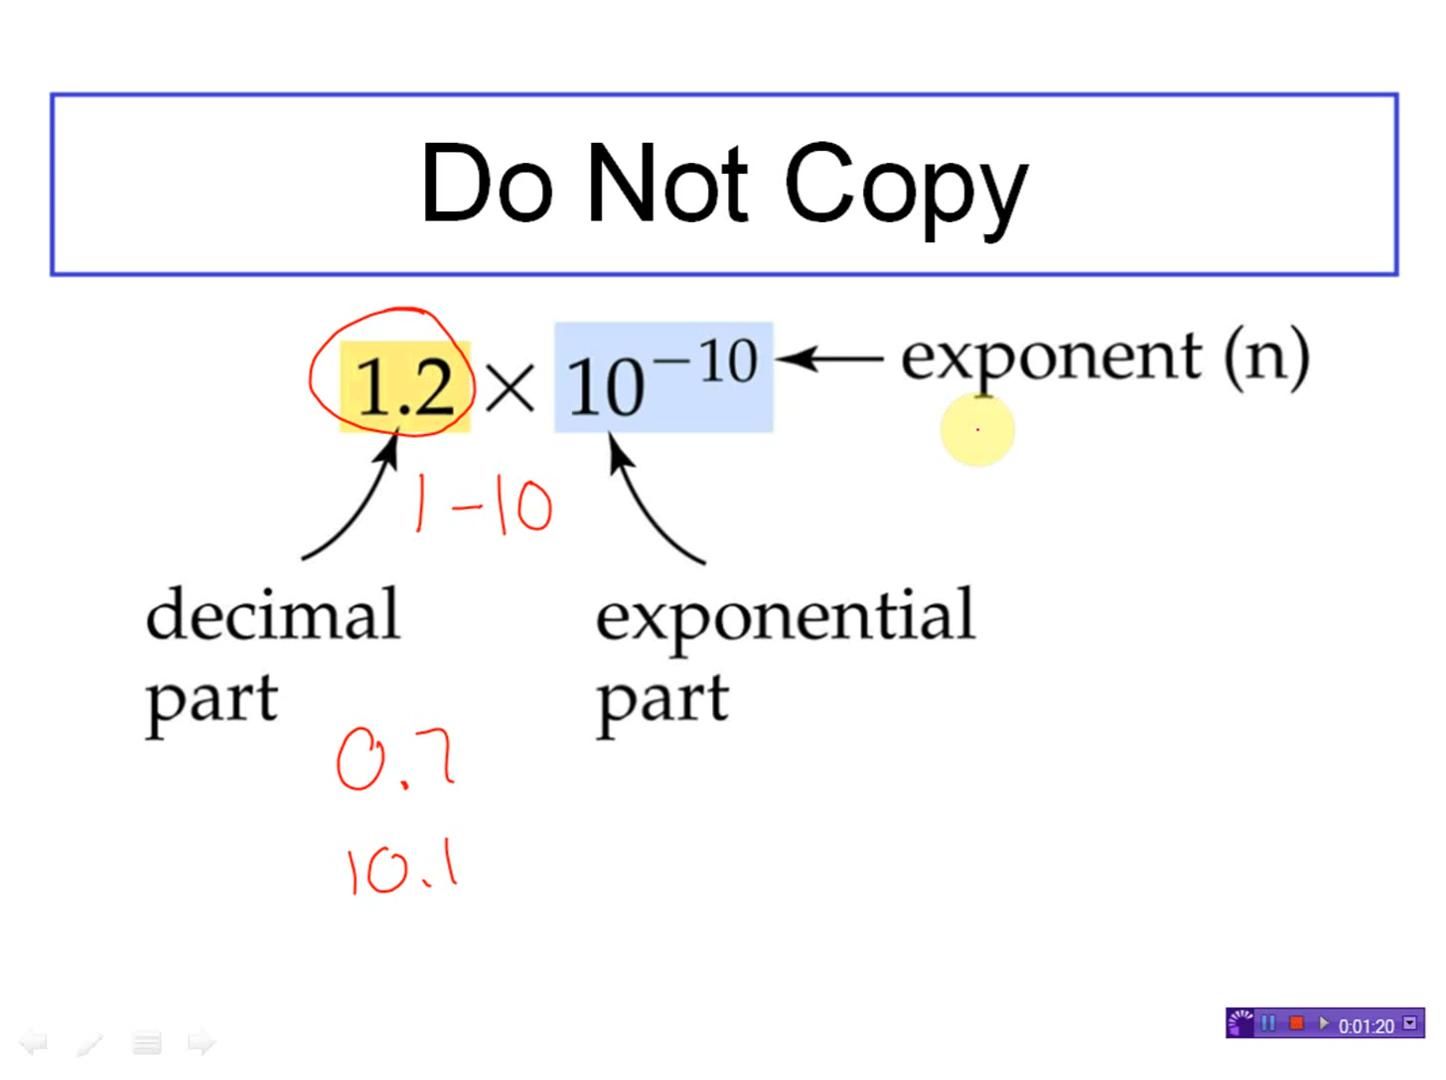 Do Not Copy
1.2 × 10⁻¹⁰ ← exponent (n)
1-10
decimal part
exponential part
0.7
10.1
0:01:20